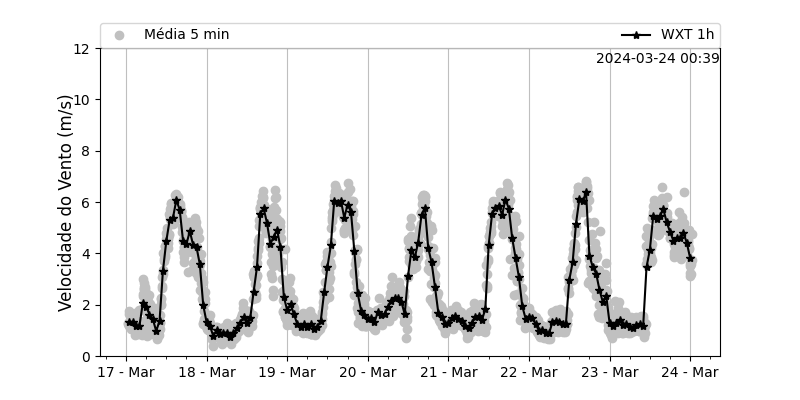 Média 5 min
WXT 1h
2024-03-24 00:39
Velocidade do Vento (m/s)
12
10
8
6
4
2
0
17 - Mar
18 - Mar
19 - Mar
20 - Mar
21 - Mar
22 - Mar
23 - Mar
24 - Mar